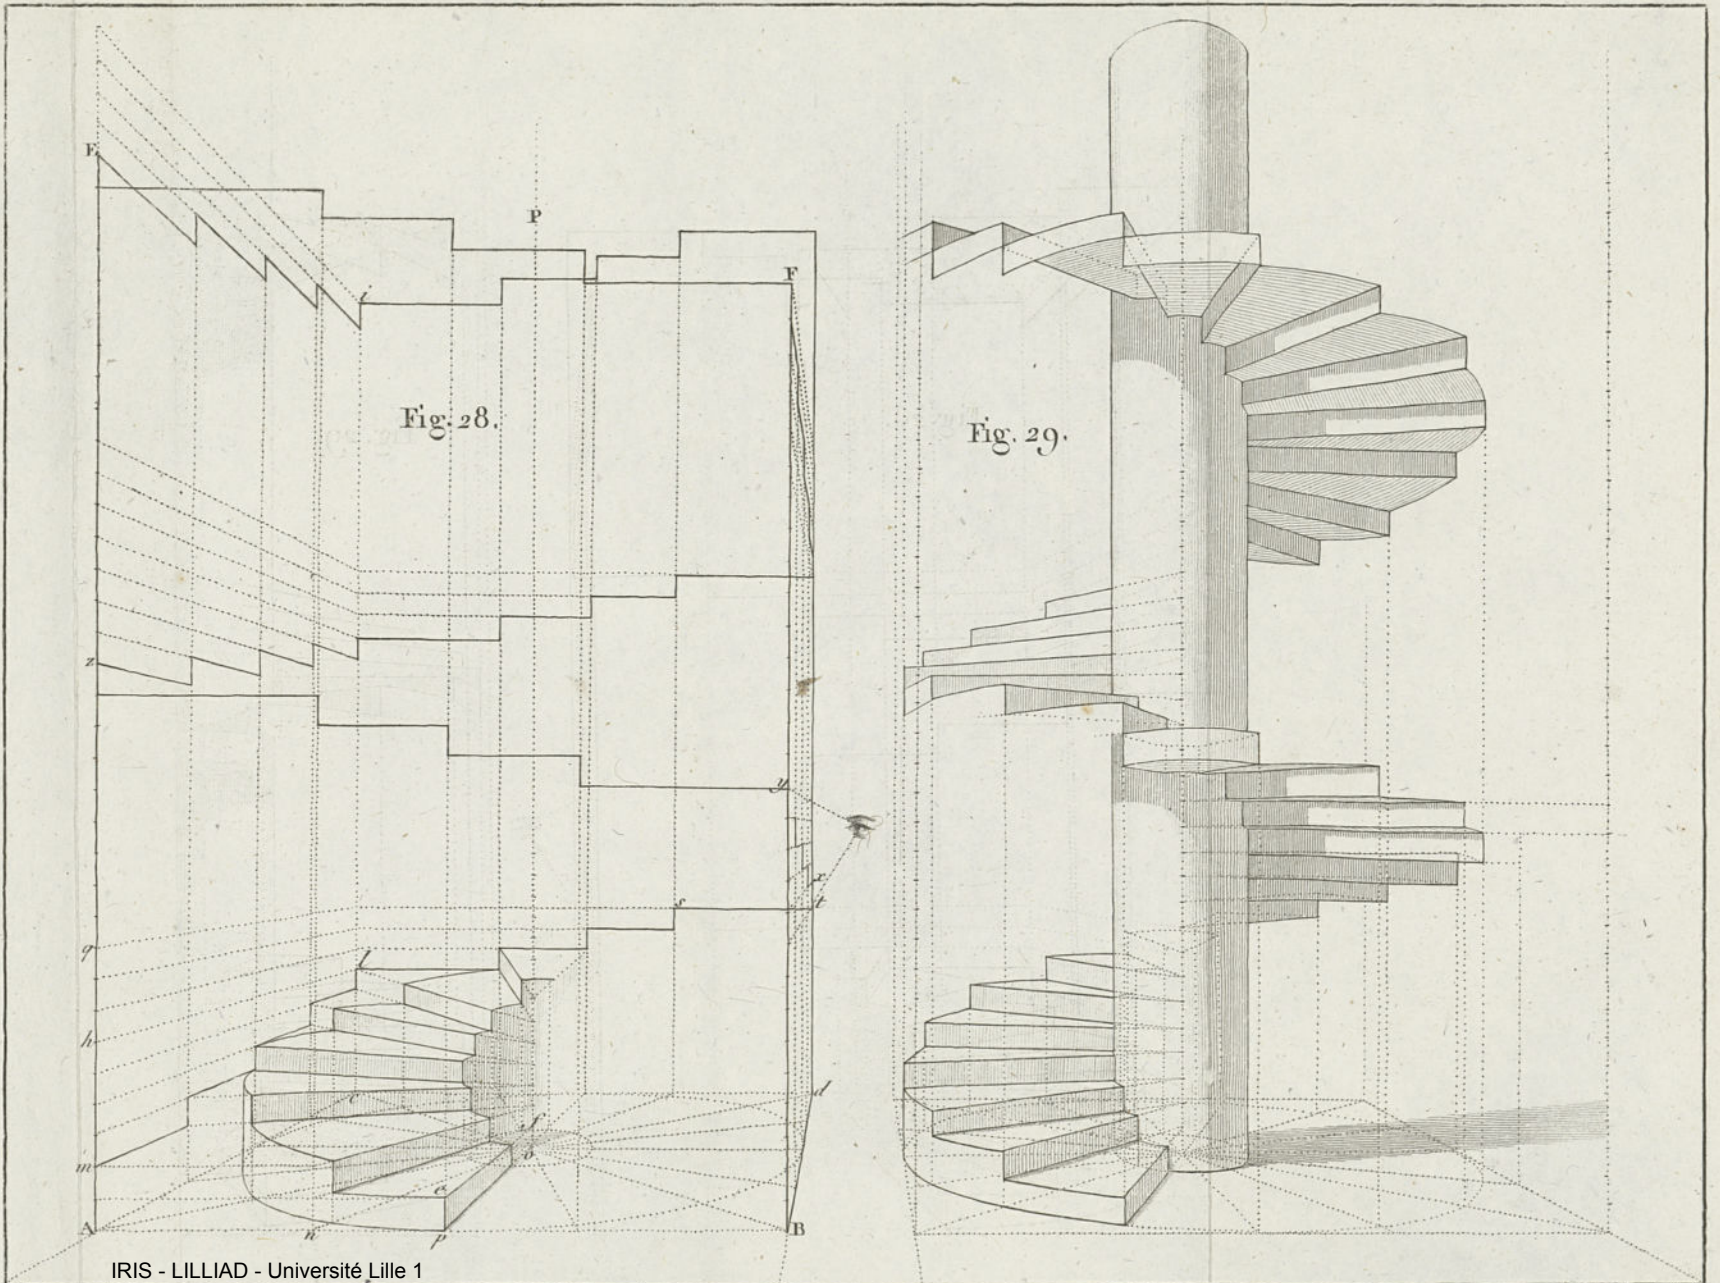 E
P
F
i
Fig. 28.
Fig. 29.
z
y
x
s
t
q
l
h
c
d
f
o
m
a
A
n
p
B
IRIS - LILLIAD - Université Lille 1